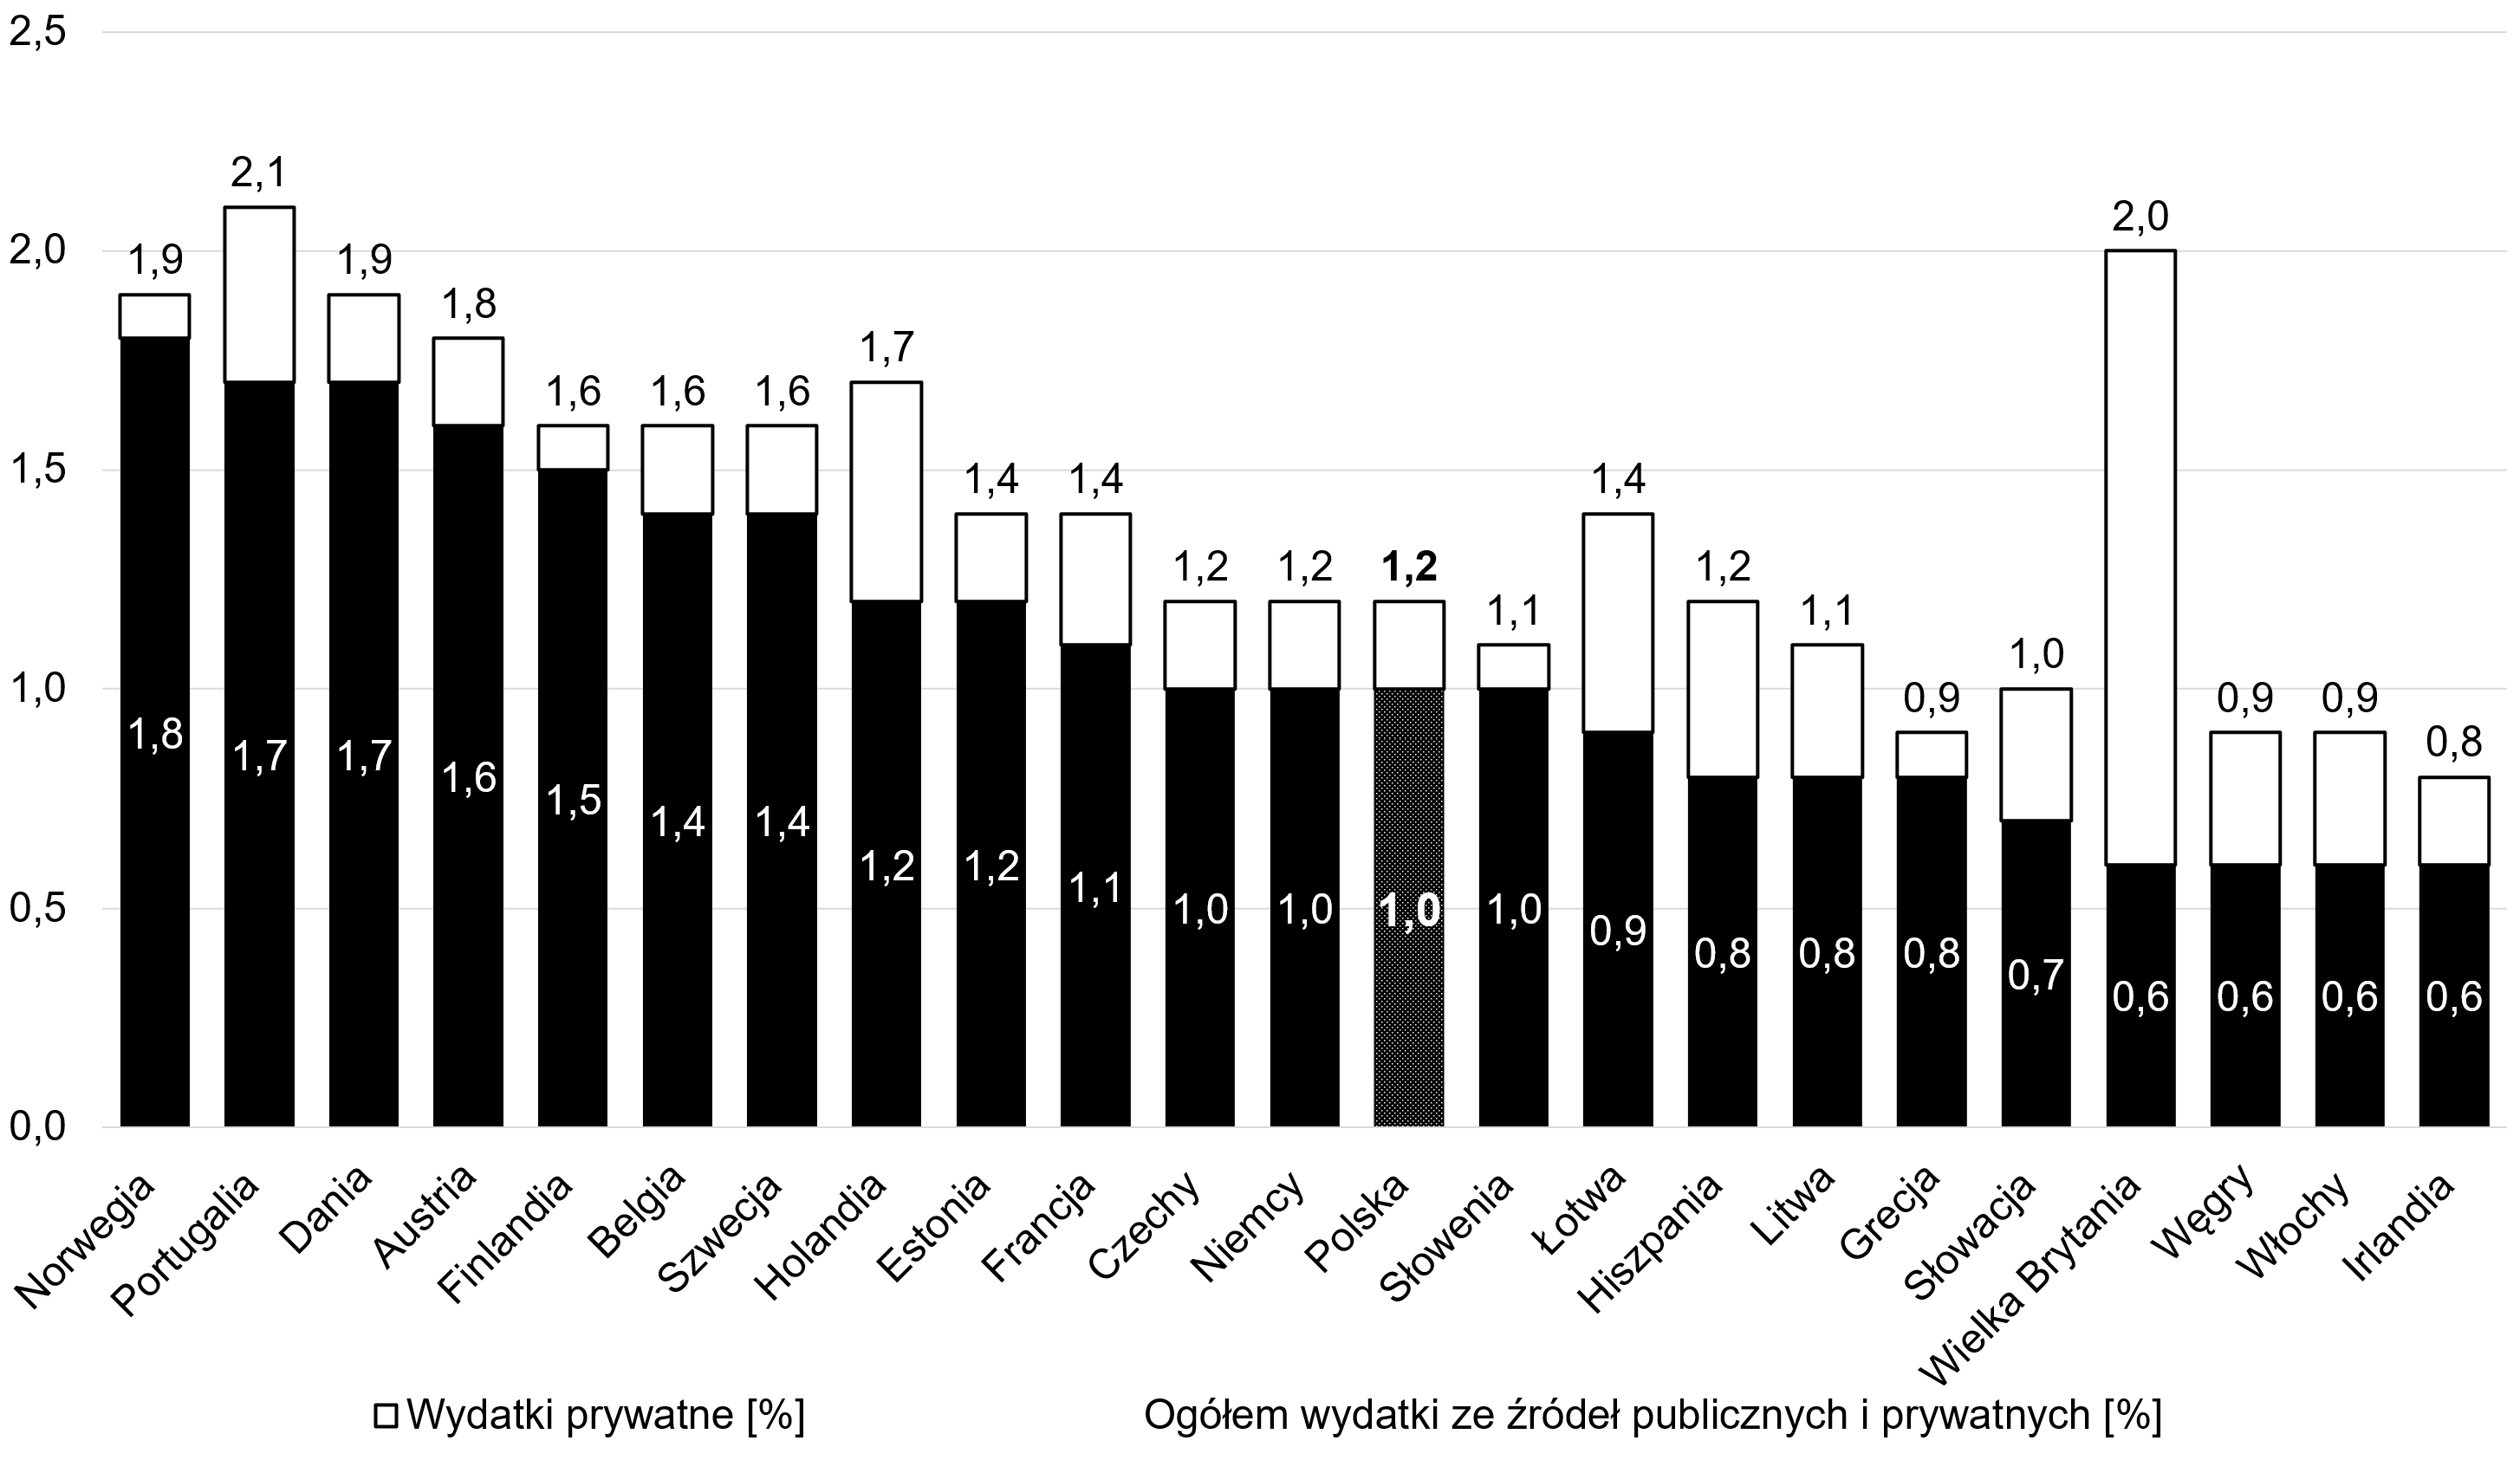 2,5
2,0
1,5
1,0
0,5
0,0
1,9
2,1
1,9
1,8
1,6
1,6
1,6
1,7
1,4
1,4
1,2
1,2
1,2
1,1
1,4
1,2
1,1
0,9
1,0
2,0
0,9
0,9
0,8
1,8
1,7
1,7
1,6
1,5
1,4
1,4
1,2
1,2
1,1
1,0
1,0
1,0
1,0
0,9
0,8
0,8
0,8
0,7
0,6
0,6
0,6
0,6
Norwegia
Portugalia
Dania
Austria
Finlandia
Belgia
Szwecja
Holandia
Estonia
Francja
Czechy
Niemcy
Polska
Słowenia
Łotwa
Hiszpania
Litwa
Grecja
Słowacja
Wielka Brytania
Węgry
Włochy
Irlandia
Wydatki prywatne [%]
Ogółem wydatki ze źródeł publicznych i prywatnych [%]